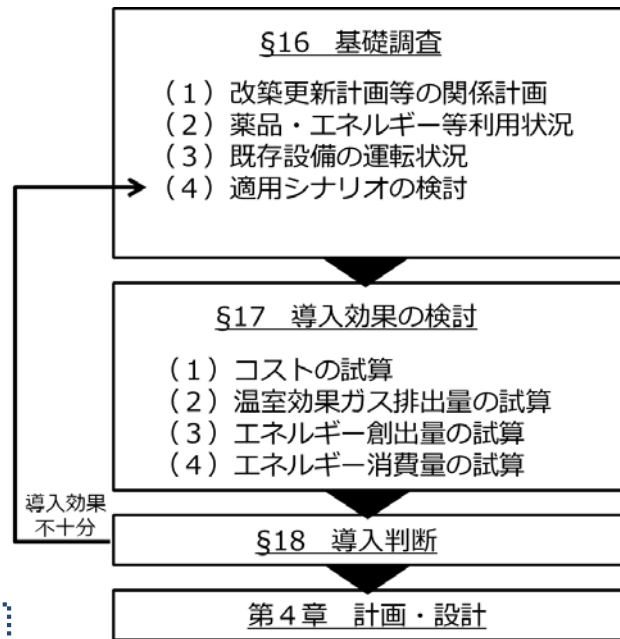 §16 基礎調査
（１）改築更新計画等の関係計画
（２）薬品・エネルギー等利用状況
（３）既存設備の運転状況
（４）適用シナリオの検討
§17 導入効果の検討
（１）コストの試算
（２）温室効果ガス排出量の試算
（３）エネルギー創出量の試算
（４）エネルギー消費量の試算
導入効果
不十分
§18 導入判断
第４章 計画・設計